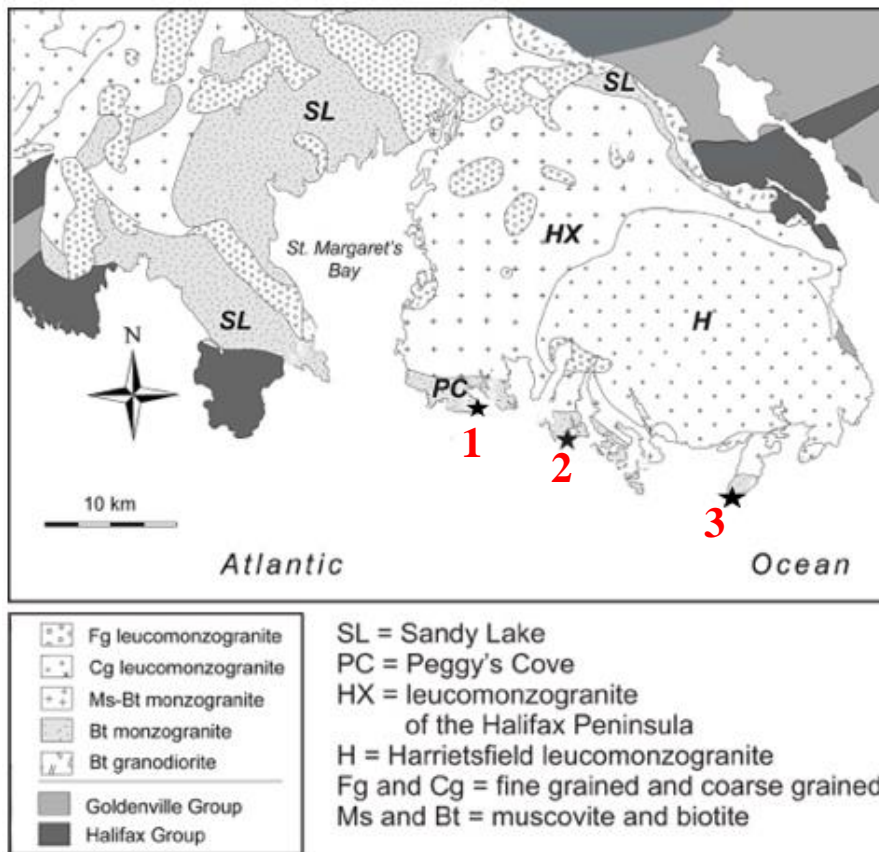 SL
SL
St. Margaret's
Bay
HX
H
SL
N
PC
1
2
3
10 km
Atlantic
Ocean
Fg leucomonzogranite
Cg leucomonzogranite
Ms-Bt monzogranite
Bt monzogranite
Bt granodiorite
Goldenville Group
Halifax Group
SL = Sandy Lake
PC = Peggy's Cove
HX = leucomonzogranite
of the Halifax Peninsula
H = Harrietsfield leucomonzogranite
Fg and Cg = fine grained and coarse grained
Ms and Bt = muscovite and biotite